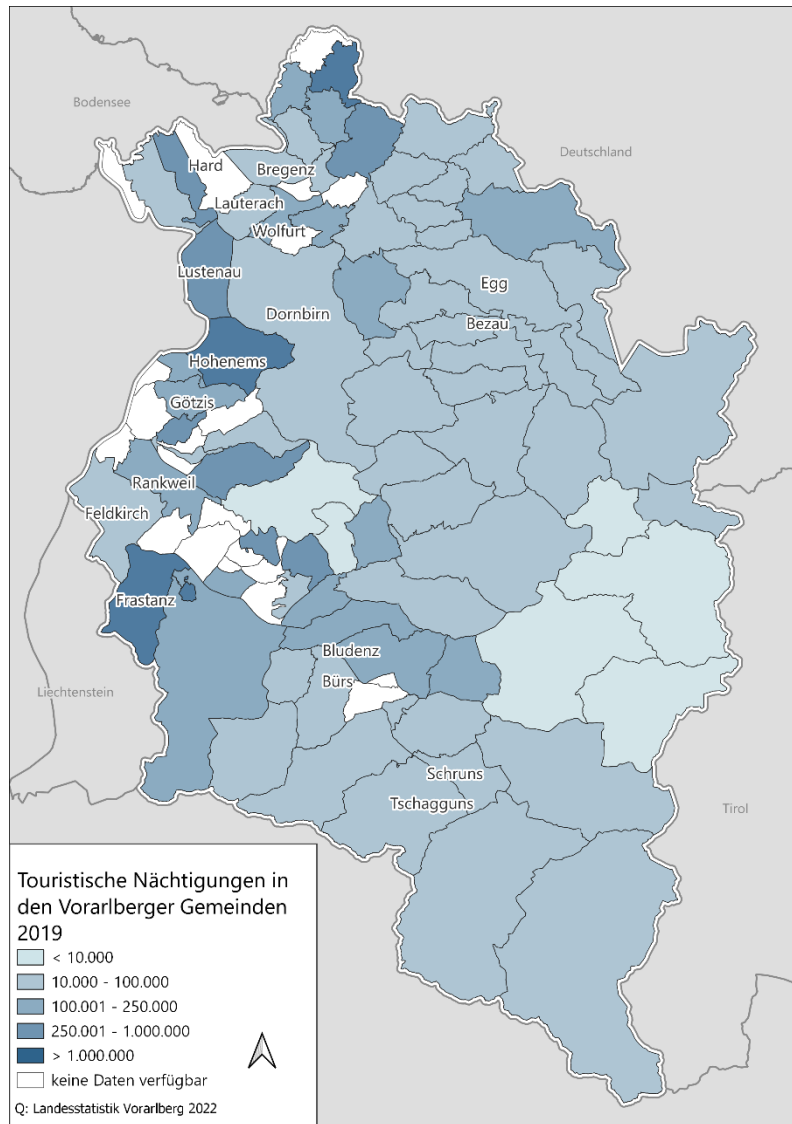 Bodensee
Deutschland
Hard
Bregenz
Lauterach
Wolfurt
Lustenau
Egg
Dornbirn
Bezau
Hohenems
Götzis
Rankweil
Feldkirch
Frastanz
Bludenz
Bürs
Liechtenstein
Schruns
Tschagguns
Tirol
Touristische Nächtigungen in
den Vorarlberger Gemeinden
2019
< 10.000
10.000 - 100.000
100.001 - 250.000
250.001 - 1.000.000
> 1.000.000
keine Daten verfügbar
Q: Landesstatistik Vorarlberg 2022